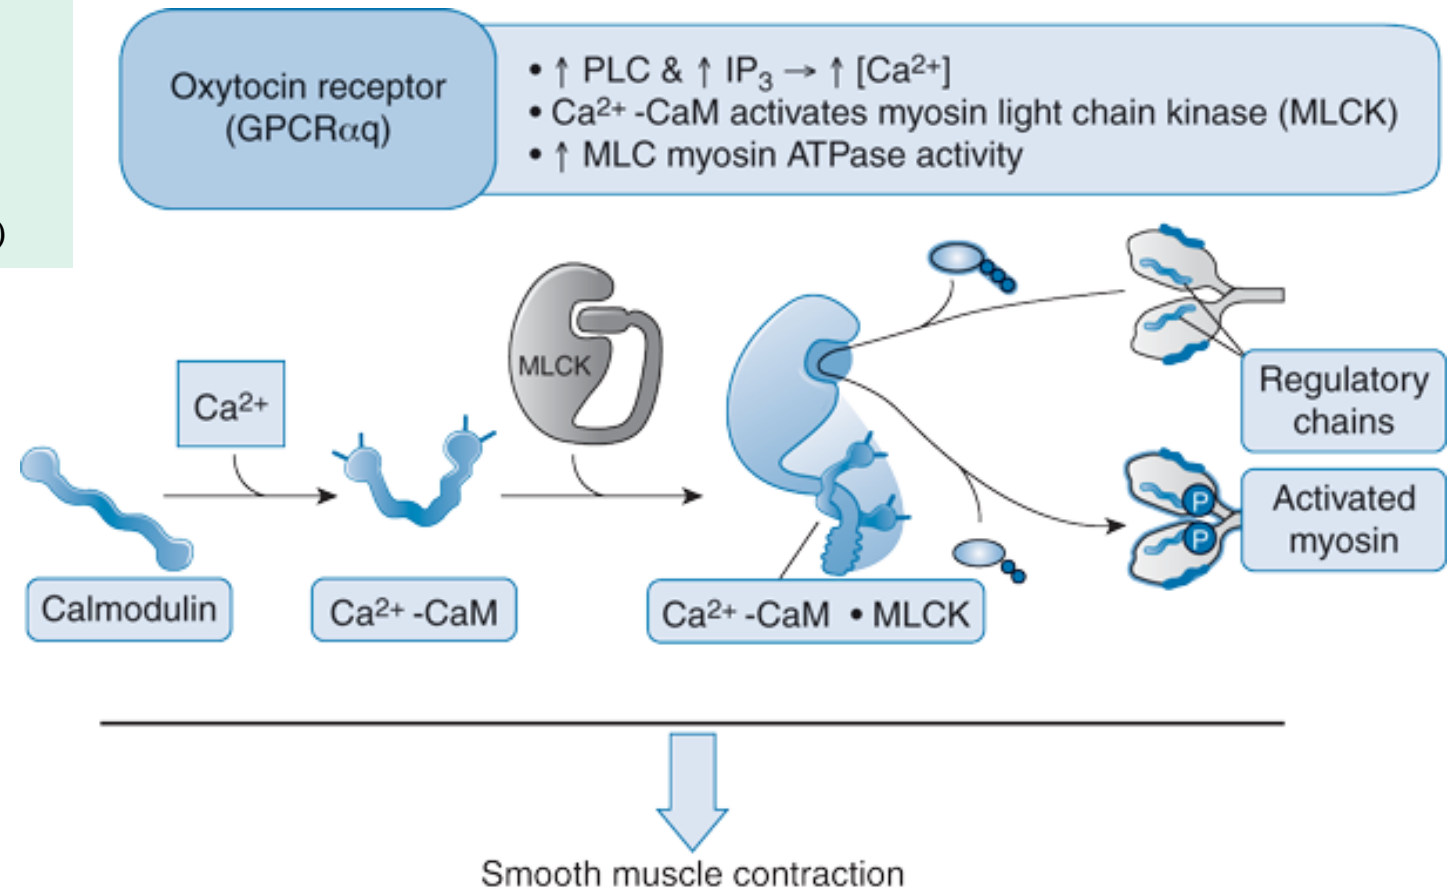 Oxytocin receptor
(GPCRαq)
• ↑ PLC & ↑ IP₃ → ↑ [Ca²⁺]
• Ca²⁺ -CaM activates myosin light chain kinase (MLCK)
• ↑ MLC myosin ATPase activity
)
MLCK
Ca²⁺
Regulatory
chains
P
P
Activated
myosin
Calmodulin
Ca²⁺ -CaM
Ca²⁺ -CaM • MLCK
Smooth muscle contraction